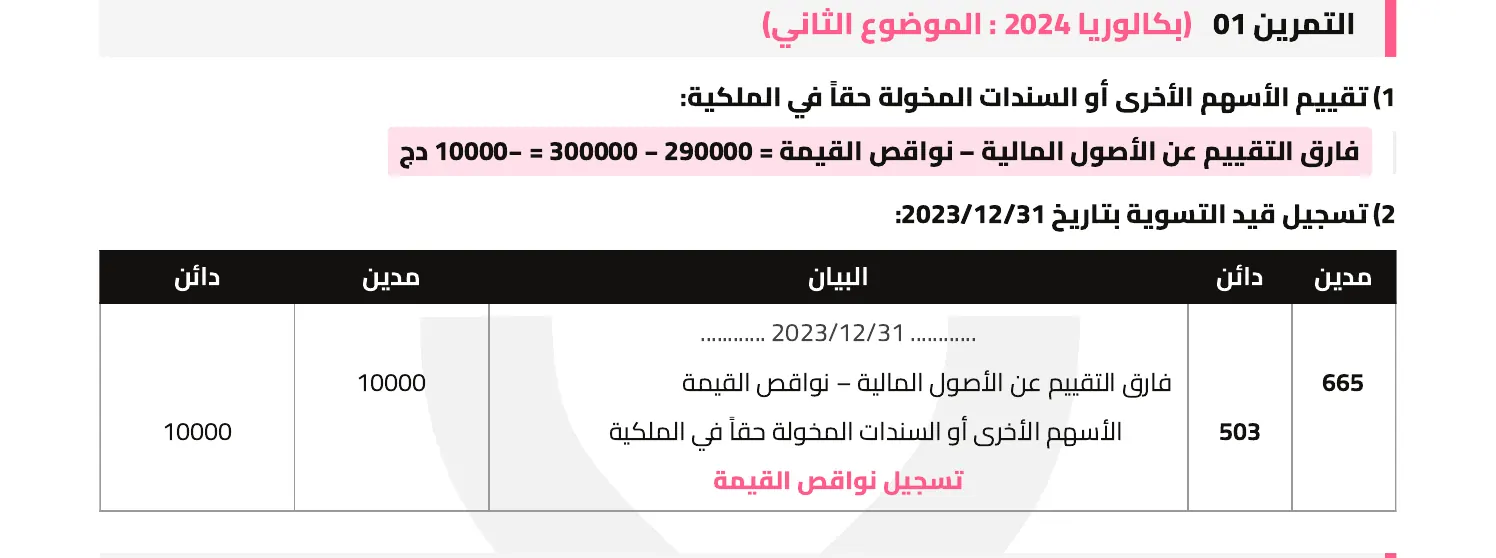 التمرين 01 (بكالوريا 2024 : الموضوع الثاني)
1) تقييم الأسهم الأخرى أو السندات المخولة حقاً في الملكية:
فارق التقييم عن الأصول المالية – نواقص القيمة = 290000 – 300000 = –10000 دج
2) تسجيل قيد التسوية بتاريخ 2023/12/31:
مدين دائن البيان مدين دائن
............ 2023/12/31 ............
665 فارق التقييم عن الأصول المالية – نواقص القيمة 10000
503 الأسهم الأخرى أو السندات المخولة حقاً في الملكية 10000
تسجيل نواقص القيمة